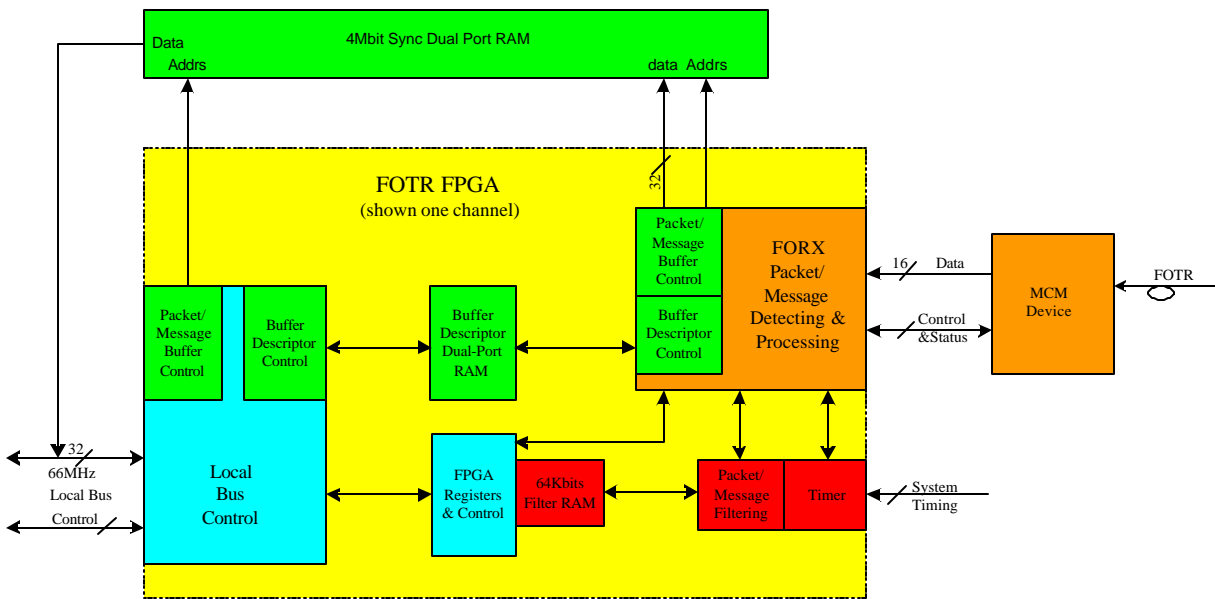 4Mbit Sync Dual Port RAM
Data
Addrs
data Addrs
32
FOTR FPGA
(shown one channel)
Packet/
Message
Buffer
Control
Buffer
Descriptor
Control
FORX
Packet/
Message
Detecting &
Processing
16
Data
Control
&Status
MCM
Device
FOTR
Packet/
Message
Buffer
Control
Buffer
Descriptor
Control
Buffer
Descriptor
Dual-Port
RAM
32
66MHz
Local Bus
Control
Local
Bus
Control
FPGA
Registers
& Control
64Kbits
Filter RAM
Packet/
Message
Filtering
Timer
System
Timing